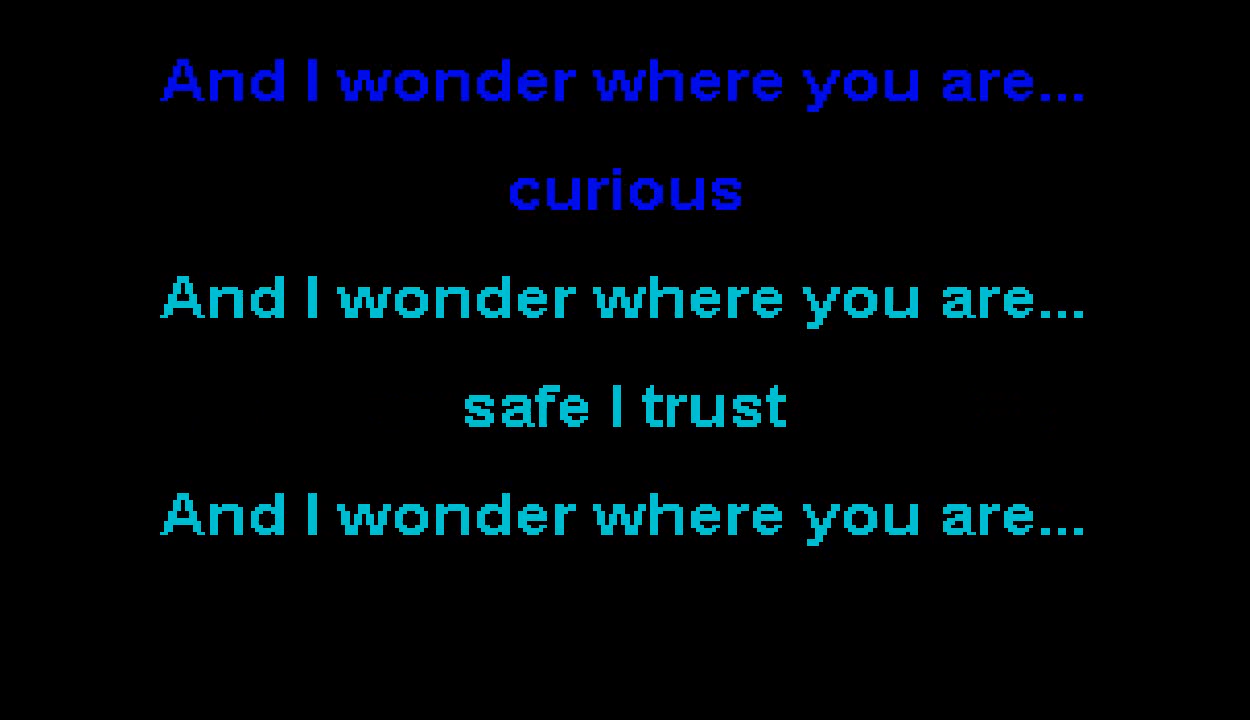 And I wonder where you are...
curious
And I wonder where you are...
safe I trust
And I wonder where you are...